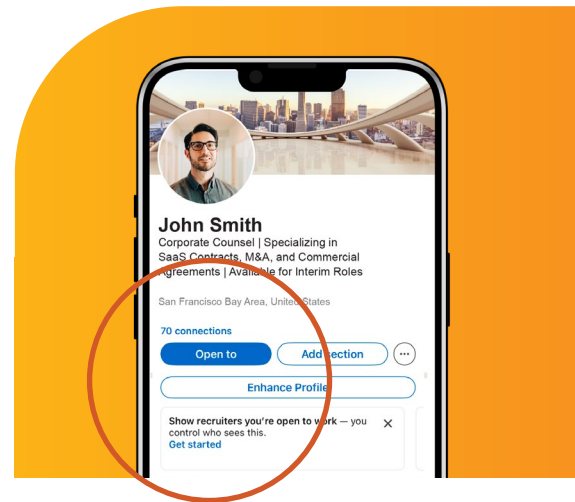 John Smith
Corporate Counsel | Specializing in
SaaS Contracts, M&A, and Commercial
Agreements | Available for Interim Roles
San Francisco Bay Area, United States
70 connections
Open to
Add section
Enhance Profile
Show recruiters you're open to work — you
control who sees this.
Get started